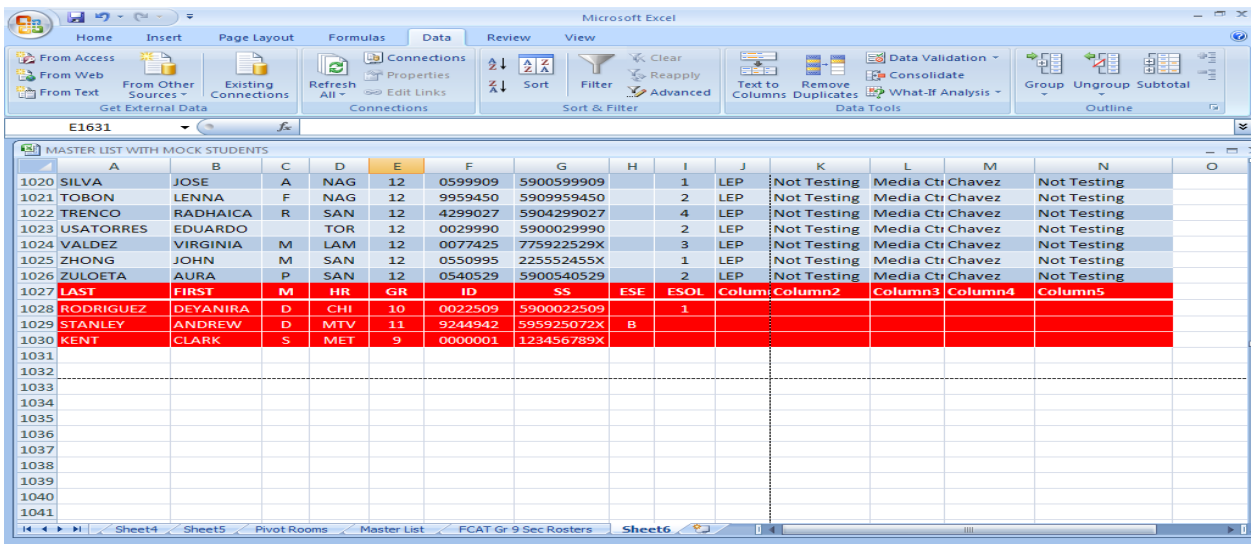 Microsoft Excel
Home Insert Page Layout Formulas Data Review View
From Access
From Web
From Text
From Other Sources
Existing Connections
Get External Data
Refresh All
Connections
Properties
Edit Links
Connections
Sort
Filter
Clear
Reapply
Advanced
Sort & Filter
Text to Columns
Remove Duplicates
Data Validation
Consolidate
What-If Analysis
Data Tools
Group Ungroup Subtotal
Outline
E1631 fx
MASTER LIST WITH MOCK STUDENTS
A B C D E F G H I J K L M N O
1020 SILVA JOSE A NAG 12 0599909 5900599909 1 LEP Not Testing Media Ctr Chavez Not Testing
1021 TOBON LENNA F NAG 12 9959450 5909959450 2 LEP Not Testing Media Ctr Chavez Not Testing
1022 TRENCO RADHAICA R SAN 12 4299027 5904299027 4 LEP Not Testing Media Ctr Chavez Not Testing
1023 USATORRES EDUARDO TOR 12 0029990 5900029990 2 LEP Not Testing Media Ctr Chavez Not Testing
1024 VALDEZ VIRGINIA M LAM 12 0077425 775922529X 3 LEP Not Testing Media Ctr Chavez Not Testing
1025 ZHONG JOHN M SAN 12 0550995 225552455X 1 LEP Not Testing Media Ctr Chavez Not Testing
1026 ZULOETA AURA P SAN 12 0540529 5900540529 2 LEP Not Testing Media Ctr Chavez Not Testing
1027 LAST FIRST M HR GR ID SS ESE ESOL Colum Column2 Column3 Column4 Column5
1028 RODRIGUEZ DEYANIRA D CHI 10 0022509 5900022509 1
1029 STANLEY ANDREW D MTV 11 9244942 595925072X B
1030 KENT CLARK S MET 9 0000001 123456789X
1031
1032
1033
1034
1035
1036
1037
1038
1039
1040
1041
Sheet4 Sheet5 Pivot Rooms Master List FCAT Gr 9 Sec Rosters Sheet6